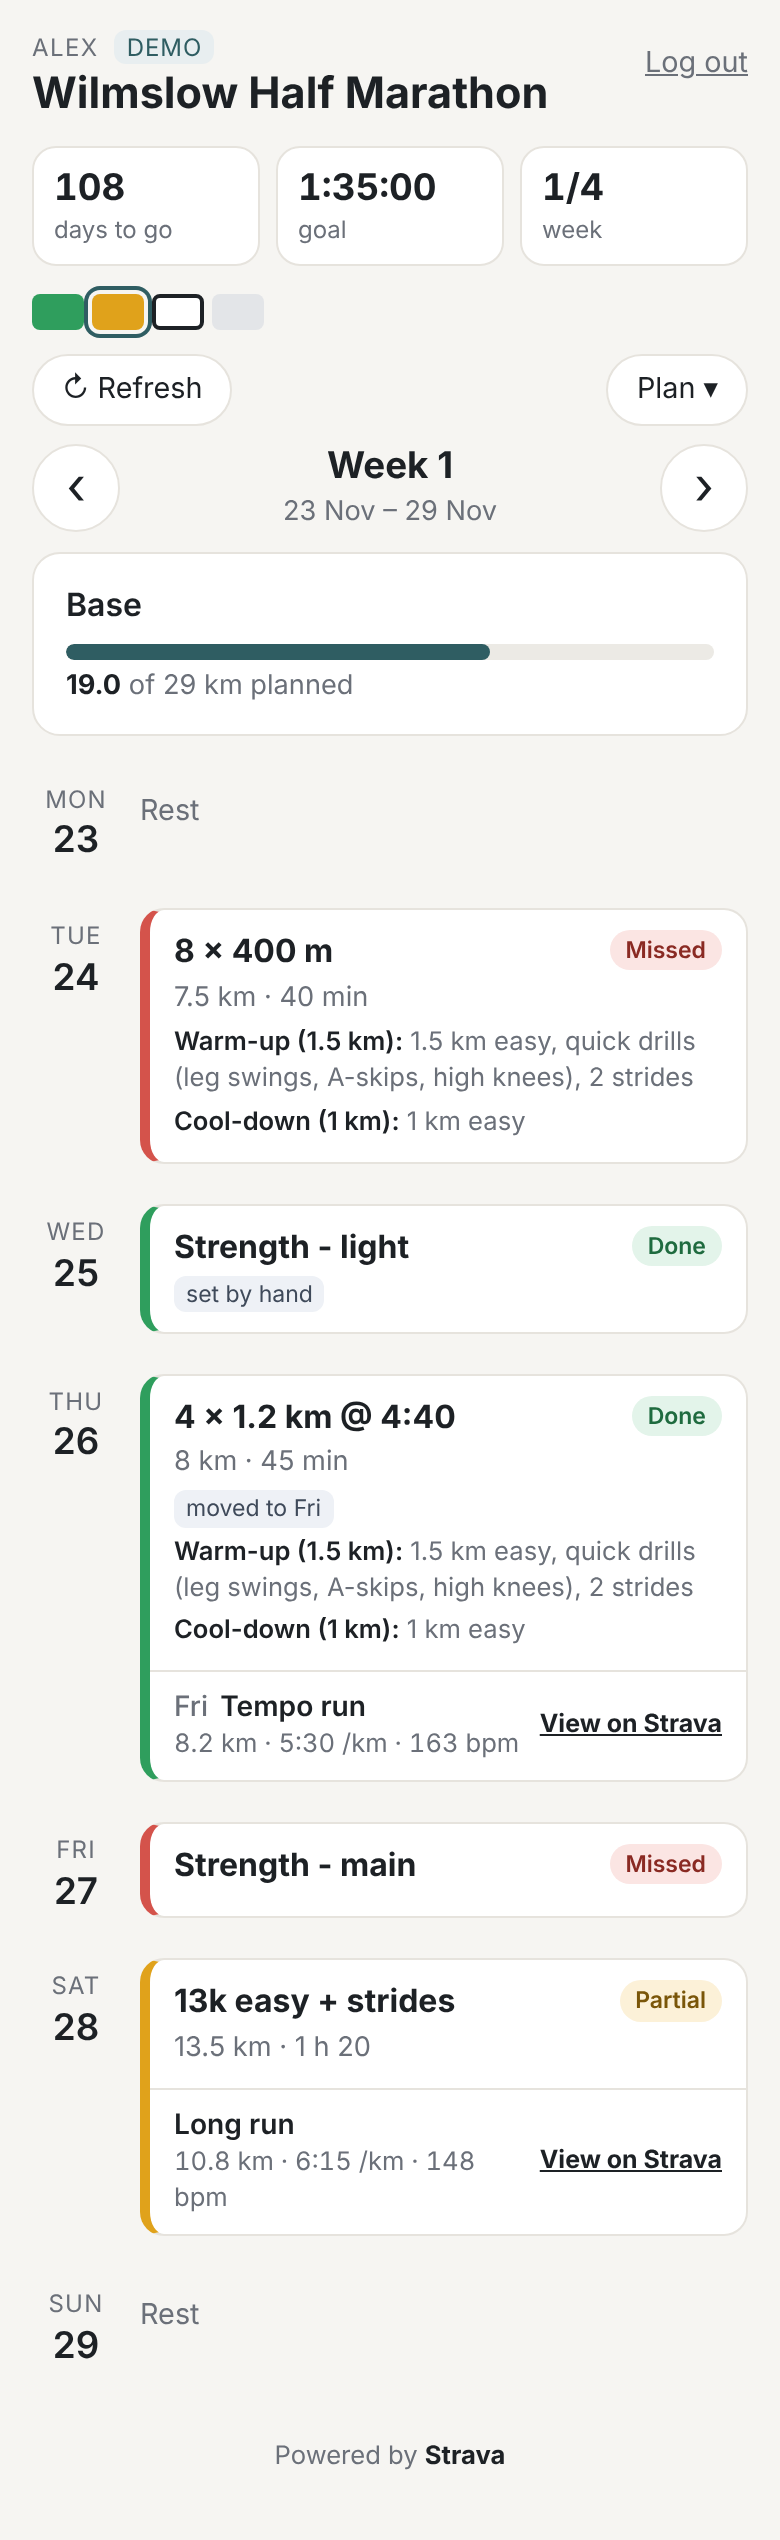 ALEX DEMO
Wilmslow Half Marathon
Log out
108
days to go
1:35:00
goal
1/4
week
↻ Refresh
Plan ▾
‹
Week 1
23 Nov – 29 Nov
›
Base
19.0 of 29 km planned
MON
23
Rest
TUE
24
8 × 400 m
Missed
7.5 km · 40 min
Warm-up (1.5 km): 1.5 km easy, quick drills
(leg swings, A-skips, high knees), 2 strides
Cool-down (1 km): 1 km easy
WED
25
Strength - light
Done
set by hand
THU
26
4 × 1.2 km @ 4:40
Done
8 km · 45 min
moved to Fri
Warm-up (1.5 km): 1.5 km easy, quick drills
(leg swings, A-skips, high knees), 2 strides
Cool-down (1 km): 1 km easy
Fri Tempo run
8.2 km · 5:30 /km · 163 bpm
View on Strava
FRI
27
Strength - main
Missed
SAT
28
13k easy + strides
Partial
13.5 km · 1 h 20
Long run
10.8 km · 6:15 /km · 148
bpm
View on Strava
SUN
29
Rest
Powered by Strava